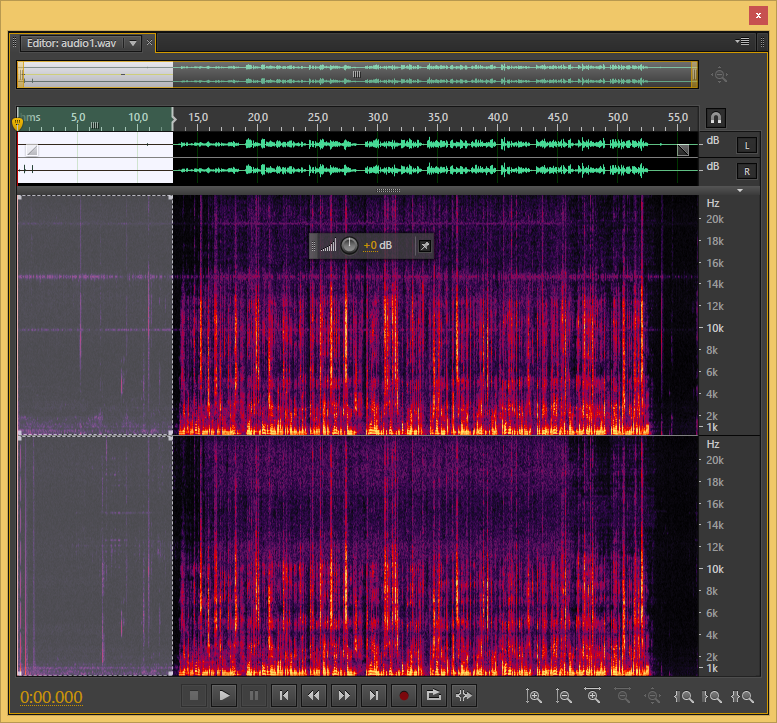 x
Editor: audio1.wav ×
hms 5,0 10,0 15,0 20,0 25,0 30,0 35,0 40,0 45,0 50,0 55,0
dB L
dB R
Hz
20k
+0 dB
18k
16k
14k
12k
10k
8k
6k
4k
2k
1k
Hz
20k
18k
16k
14k
12k
10k
8k
6k
4k
2k
1k
0:00.000